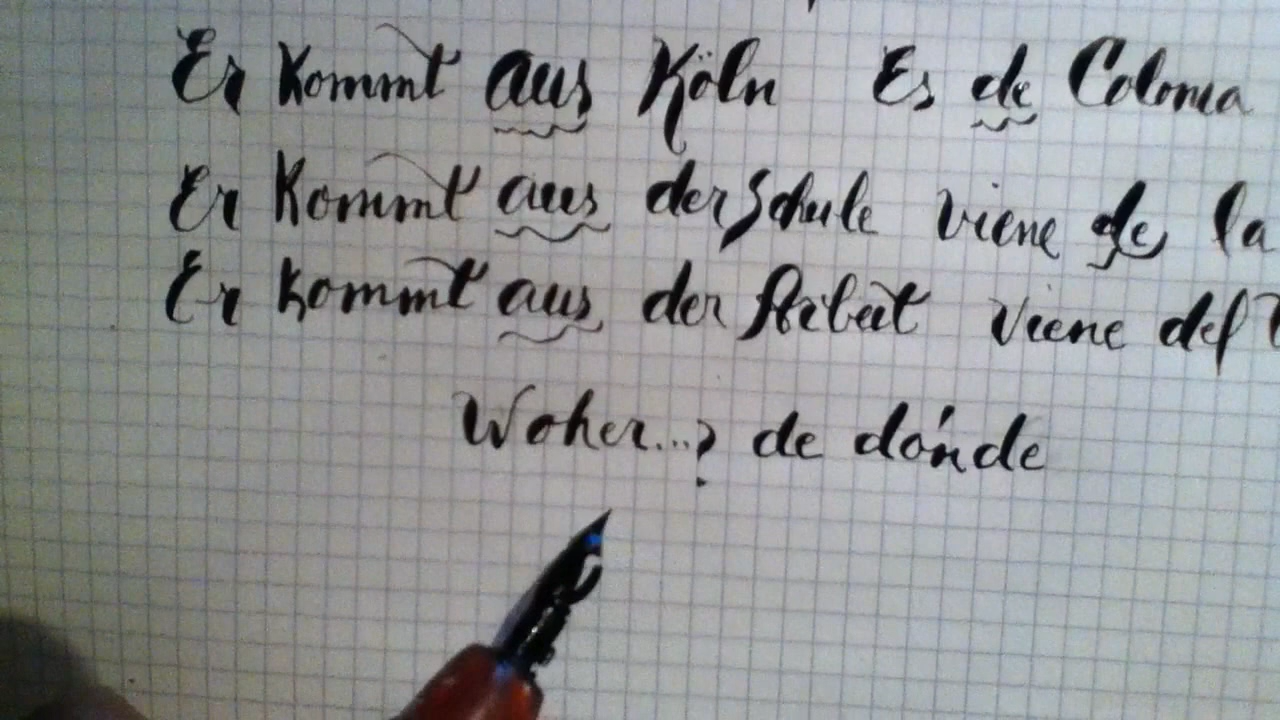 Er kommt aus Köln Es de Colonia
Er kommt aus der Schule viene de la
Er kommt aus der Arbeit viene del
Woher...? de dónde